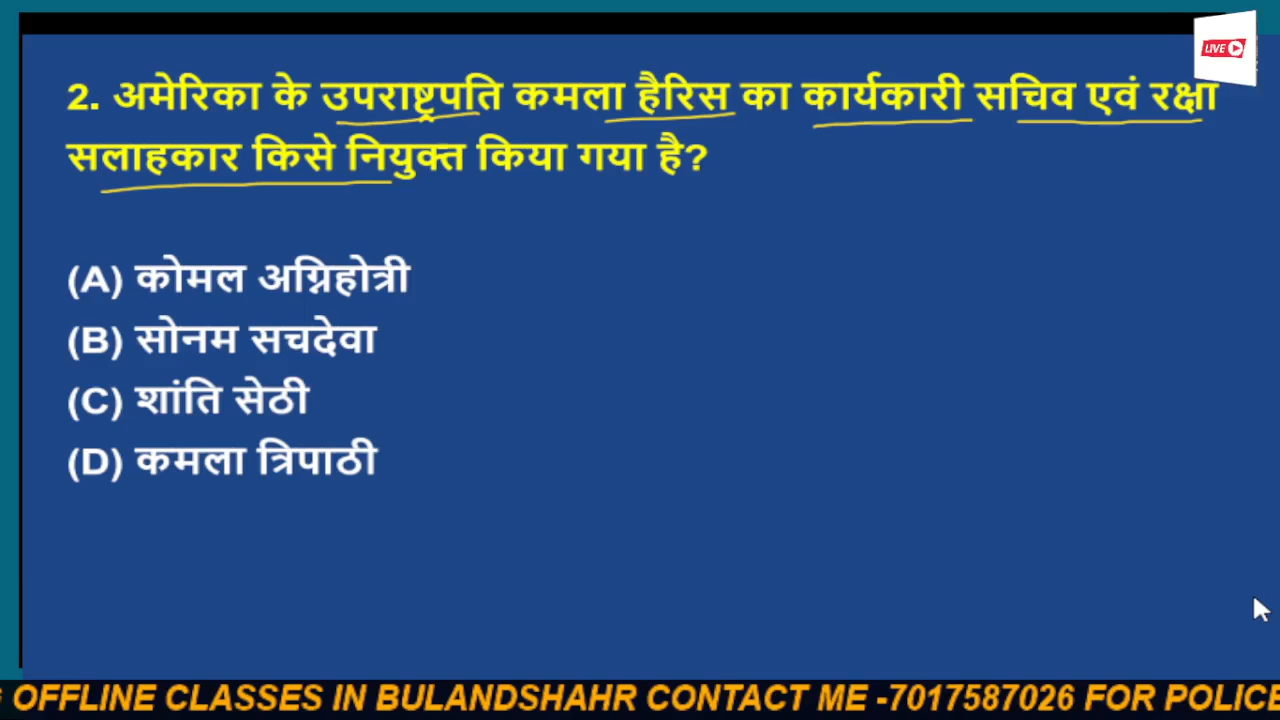 LIVE
2. अमेरिका के उपराष्ट्रपति कमला हैरिस का कार्यकारी सचिव एवं रक्षा
सलाहकार किसे नियुक्त किया गया है?
(A) कोमल अग्निहोत्री
(B) सोनम सचदेवा
(C) शांति सेठी
(D) कमला त्रिपाठी
OFFLINE CLASSES IN BULANDSHAHR CONTACT ME -7017587026 FOR POLICE